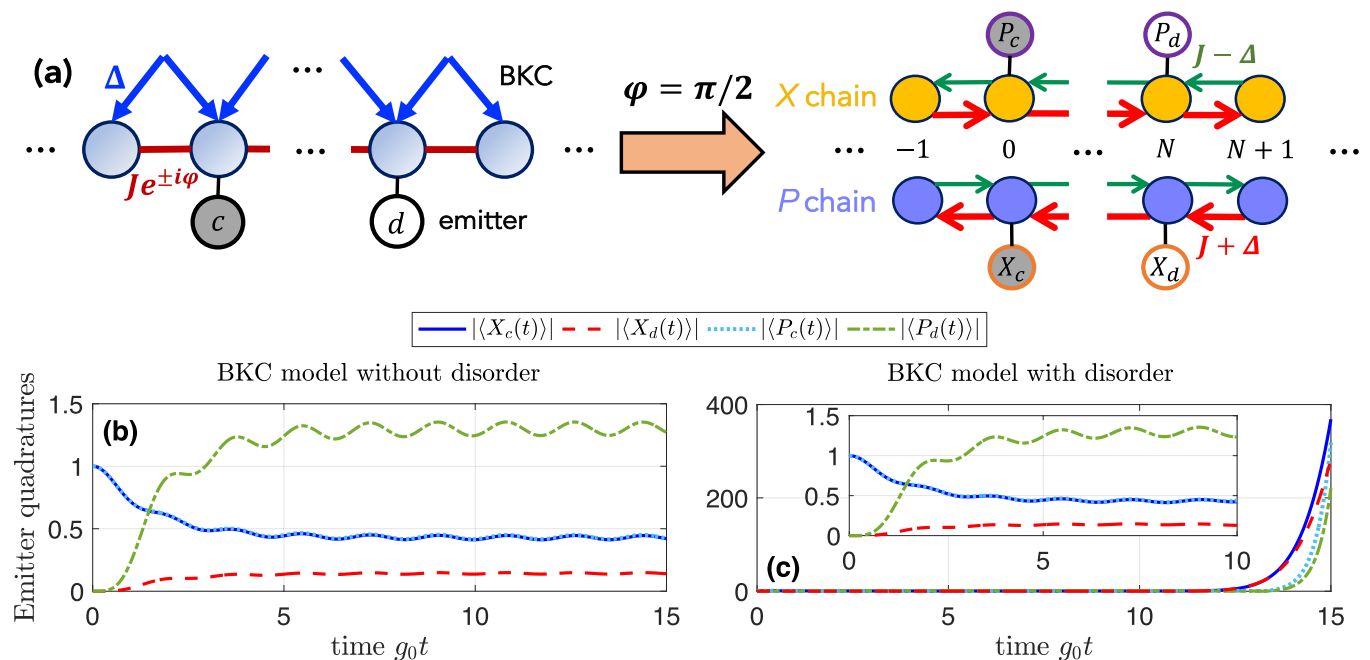 (a)
Δ
...
BKC
...
...
...
Je^{±iφ}
c
d
emitter
φ = π/2
P_c
P_d
J − Δ
X chain
...
−1
0
...
N
N + 1
...
P chain
J + Δ
X_c
X_d
|⟨X_c(t)⟩| |⟨X_d(t)⟩| |⟨P_c(t)⟩| |⟨P_d(t)⟩|
BKC model without disorder
Emitter quadratures
1.5
1
0.5
0
(b)
0 5 10 15
time g_0t
BKC model with disorder
400
200
0
1.5
1
0.5
0
0 5 10
(c)
0 5 10 15
time g_0t